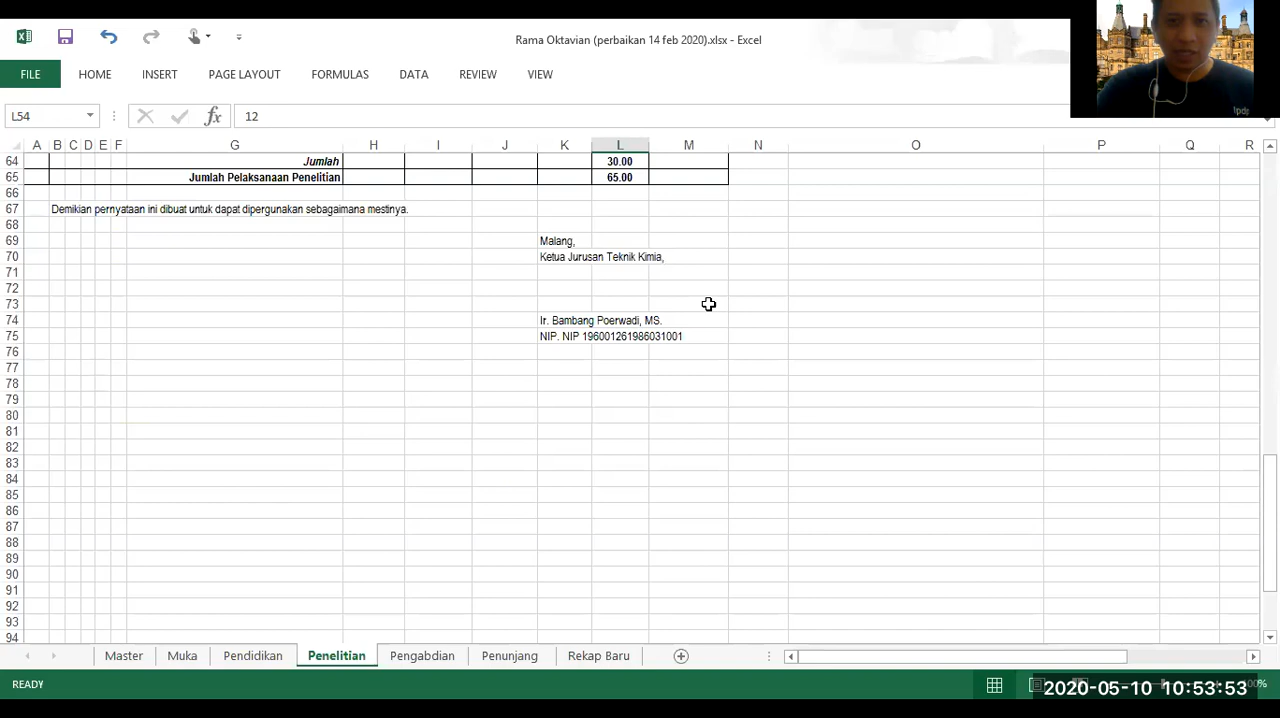 Rama Oktavian (perbaikan 14 feb 2020).xlsx - Excel
FILE HOME INSERT PAGE LAYOUT FORMULAS DATA REVIEW VIEW
L54 fx 12
A B C D E F G H I J K L M N O P Q R
64 Jumlah 30.00
65 Jumlah Pelaksanaan Penelitian 65.00
66
67 Demikian pernyataan ini dibuat untuk dapat dipergunakan sebagaimana mestinya.
68
69 Malang,
70 Ketua Jurusan Teknik Kimia,
71
72
73
74 Ir. Bambang Poerwadi, MS.
75 NIP. NIP 196001261986031001
76
77
78
79
80
81
82
83
84
85
86
87
88
89
90
91
92
93
94
Master Muka Pendidikan Penelitian Pengabdian Penunjang Rekap Baru
READY
2020-05-10 10:53:53